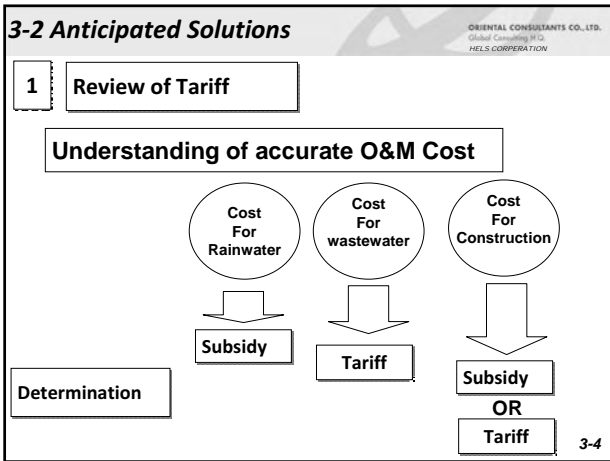 3-2 Anticipated Solutions
ORIENTAL CONSULTANTS CO., LTD.
Global Consulting H.Q.
HELS CORPERATION
1
Review of Tariff
Understanding of accurate O&M Cost
Cost
For
Rainwater
Cost
For
wastewater
Cost
For
Construction
Subsidy
Tariff
Subsidy
OR
Tariff
Determination
3-4